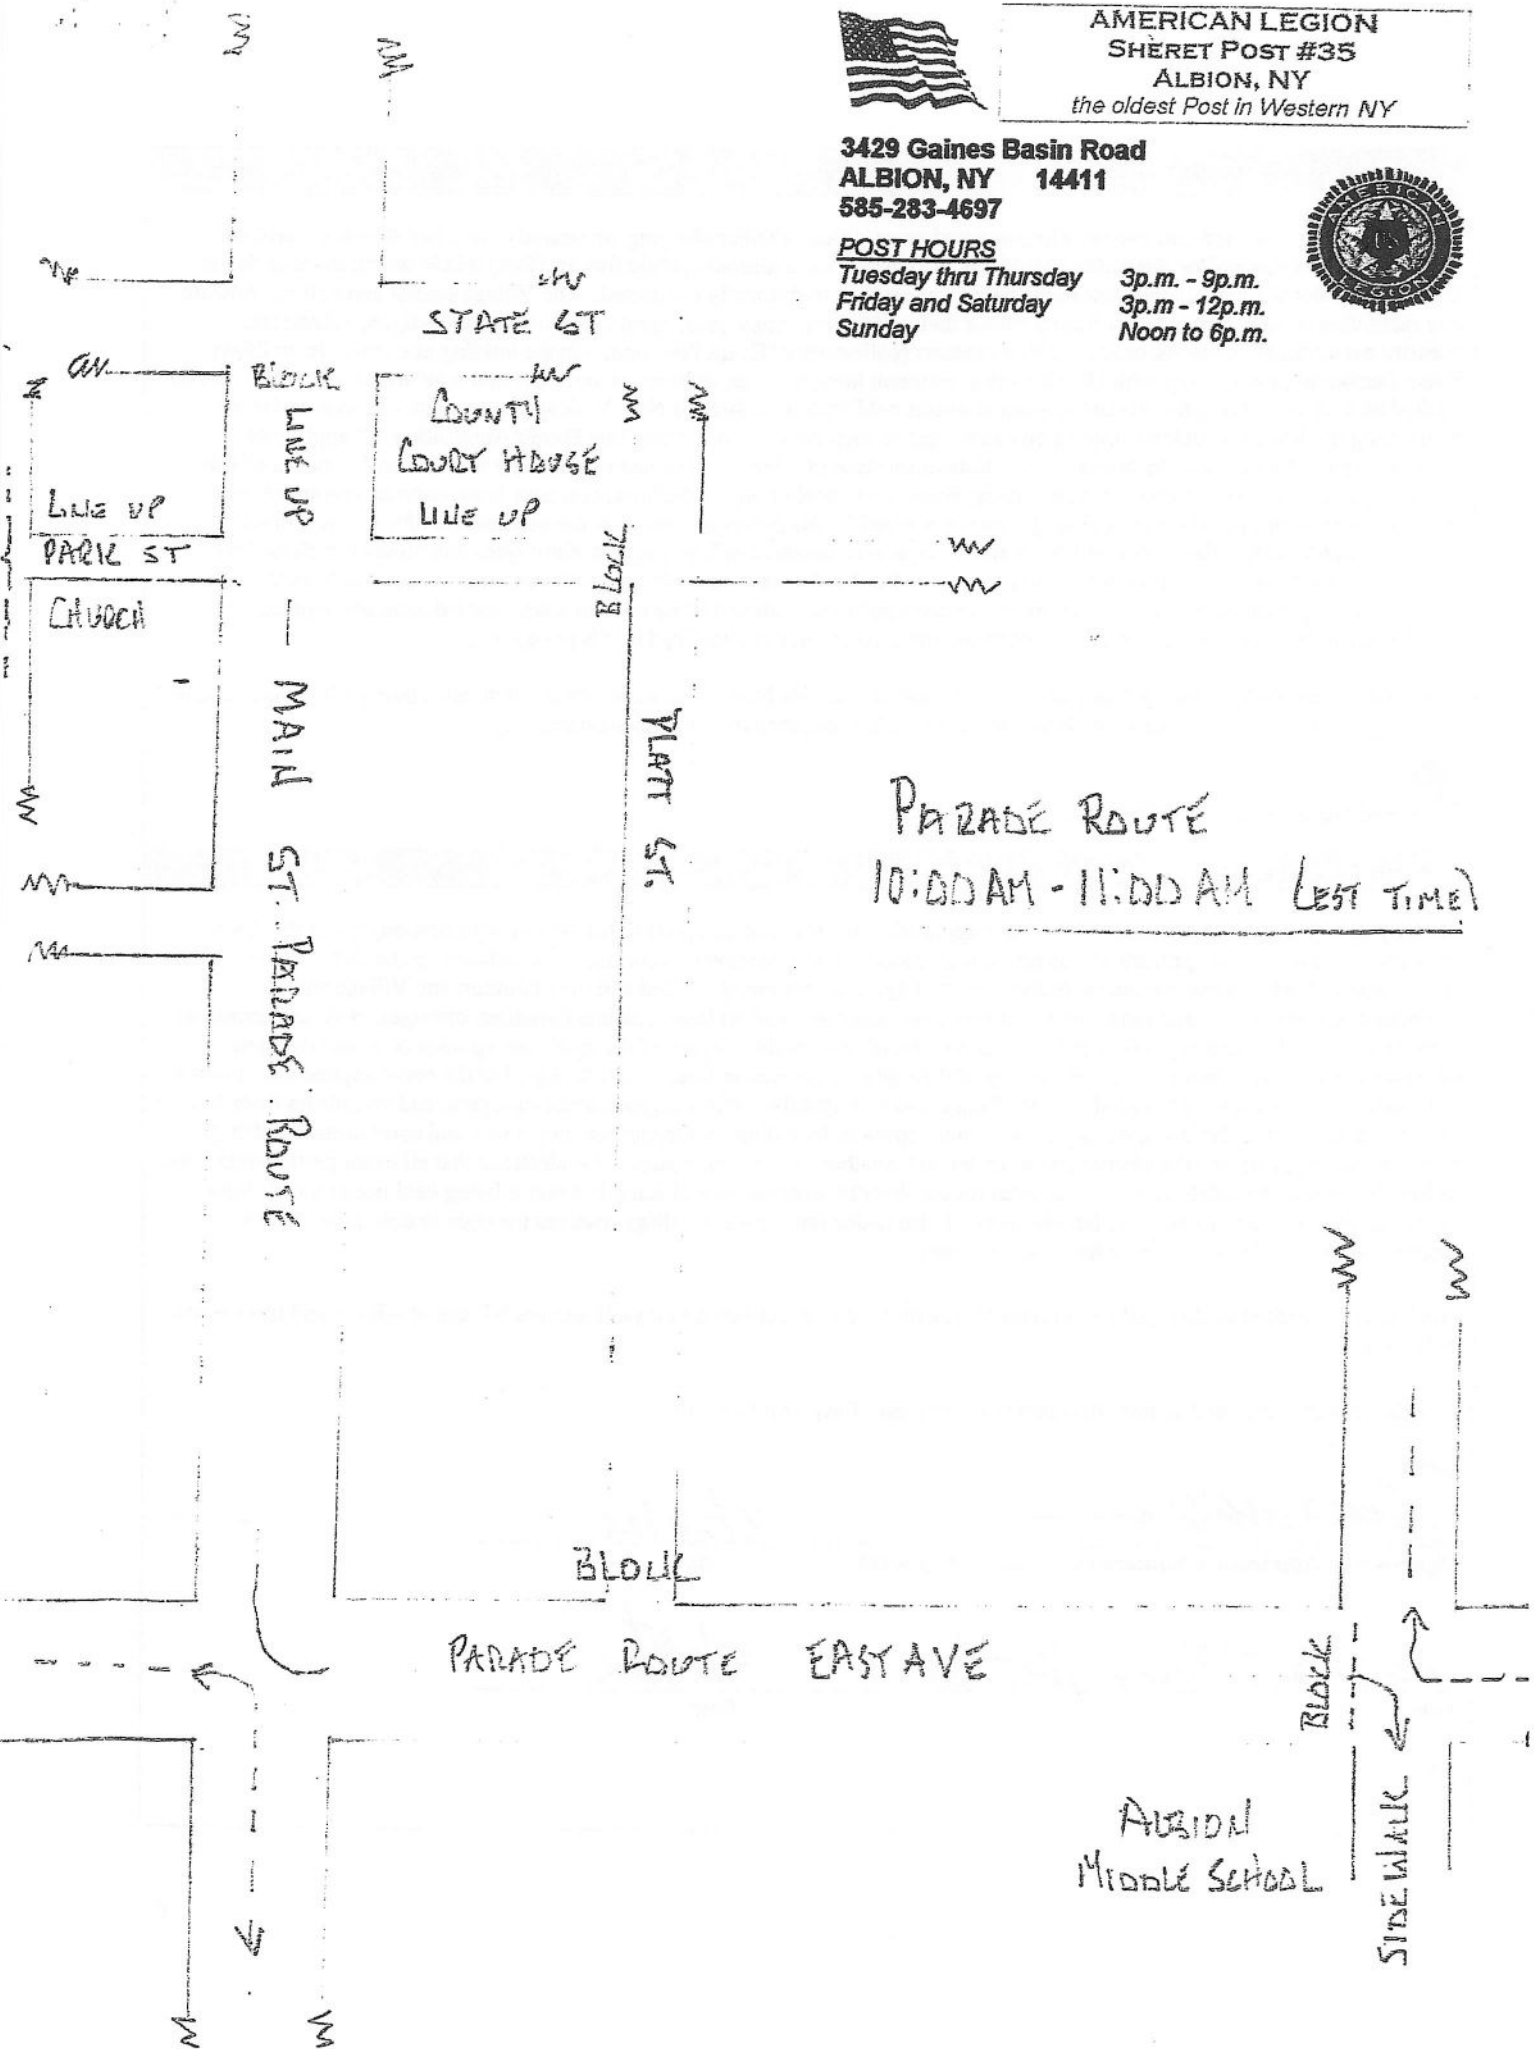 AMERICAN LEGION
SHERET POST #35
ALBION, NY
the oldest Post in Western NY
3429 Gaines Basin Road
ALBION, NY 14411
585-283-4697
POST HOURS
Tuesday thru Thursday 3p.m. - 9p.m.
Friday and Saturday 3p.m - 12p.m.
Sunday Noon to 6p.m.
AMERICAN LEGION
STATE ST
BLOCK
LINE UP
COUNTY
COURT HOUSE
LINE UP
LINE UP
PARK ST
CHURCH
BLOCK
MAIN ST. PARADE ROUTE
PLATT ST.
PARADE ROUTE
10:00 AM - 11:00 AM (EST TIME)
BLOCK
PARADE ROUTE EAST AVE
BLOCK
ALBION
MIDDLE SCHOOL
SIDEWALK